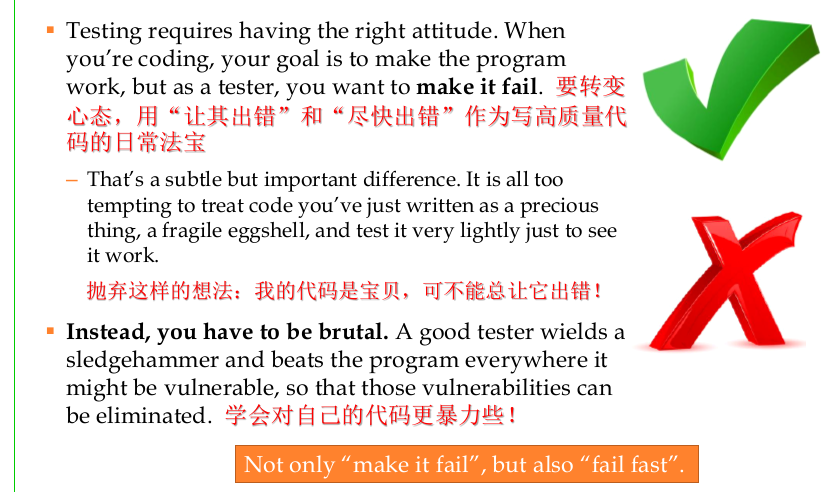 Testing requires having the right attitude. When
you’re coding, your goal is to make the program
work, but as a tester, you want to make it fail. 要转变
心态，用“让其出错”和“尽快出错”作为写高质量代
码的日常法宝
– That’s a subtle but important difference. It is all too
tempting to treat code you’ve just written as a precious
thing, a fragile eggshell, and test it very lightly just to see
it work.
抛弃这样的想法：我的代码是宝贝，可不能总让它出错！
Instead, you have to be brutal. A good tester wields a
sledgehammer and beats the program everywhere it
might be vulnerable, so that those vulnerabilities can
be eliminated. 学会对自己的代码更暴力些！
Not only “make it fail”, but also “fail fast”.